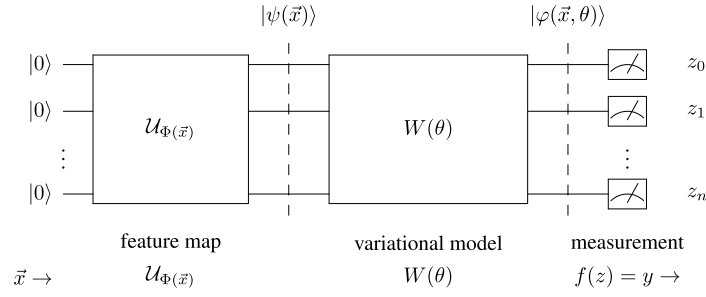 |ψ(x⃗)⟩ |φ(x⃗, θ)⟩
|0⟩ z₀
|0⟩ z₁
𝒰_Φ(x⃗) W(θ)
⋮ ⋮
|0⟩ zₙ
feature map variational model measurement
x⃗ → 𝒰_Φ(x⃗) W(θ) f(z) = y →